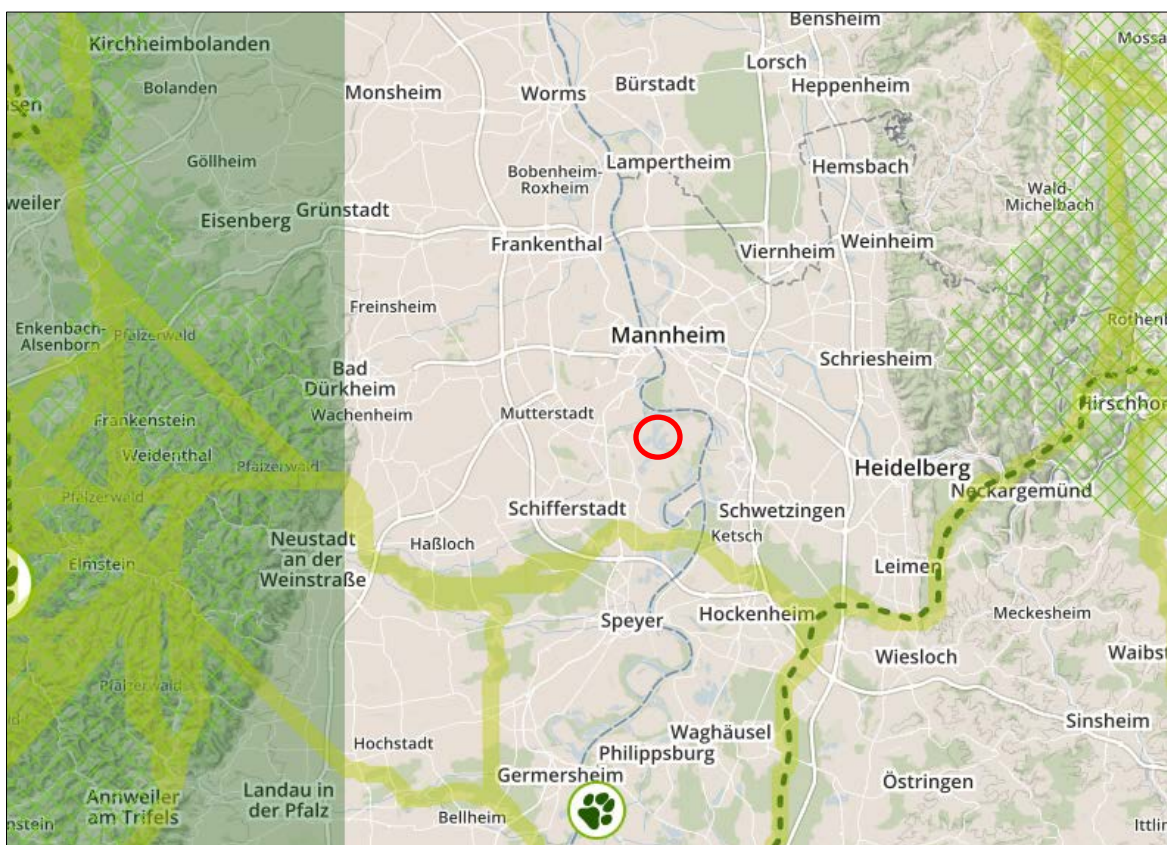 Bensheim
Kirchheimbolanden
Mossa
Lorsch
Bolanden
Monsheim
Worms
Bürstadt
Heppenheim
ssen
Göllheim
Bobenheim-
Roxheim
Lampertheim
Hemsbach
weiler
Eisenberg
Grünstadt
Wald-
Michelbach
Frankenthal
Viernheim
Weinheim
Freinsheim
Enkenbach-
Alsenborn
Pfälzerwald
Mannheim
Rothenb
Schriesheim
Bad
Dürkheim
Wachenheim
Mutterstadt
Hirschhor
Frankenstein
Weidenthal
Pfälzerwald
Heidelberg
Pfälzerwald
Neckargemünd
Schifferstadt
Schwetzingen
Ketsch
Neustadt
an der
Weinstraße
Haßloch
Elmstein
Leimen
Speyer
Hockenheim
Meckesheim
Wiesloch
Waibst
Pfälzerwald
Sinsheim
Hochstadt
Waghäusel
Philippsburg
Germersheim
Östringen
Annweiler
am Trifels
Landau in
der Pfalz
Bellheim
nstein
Ittlin